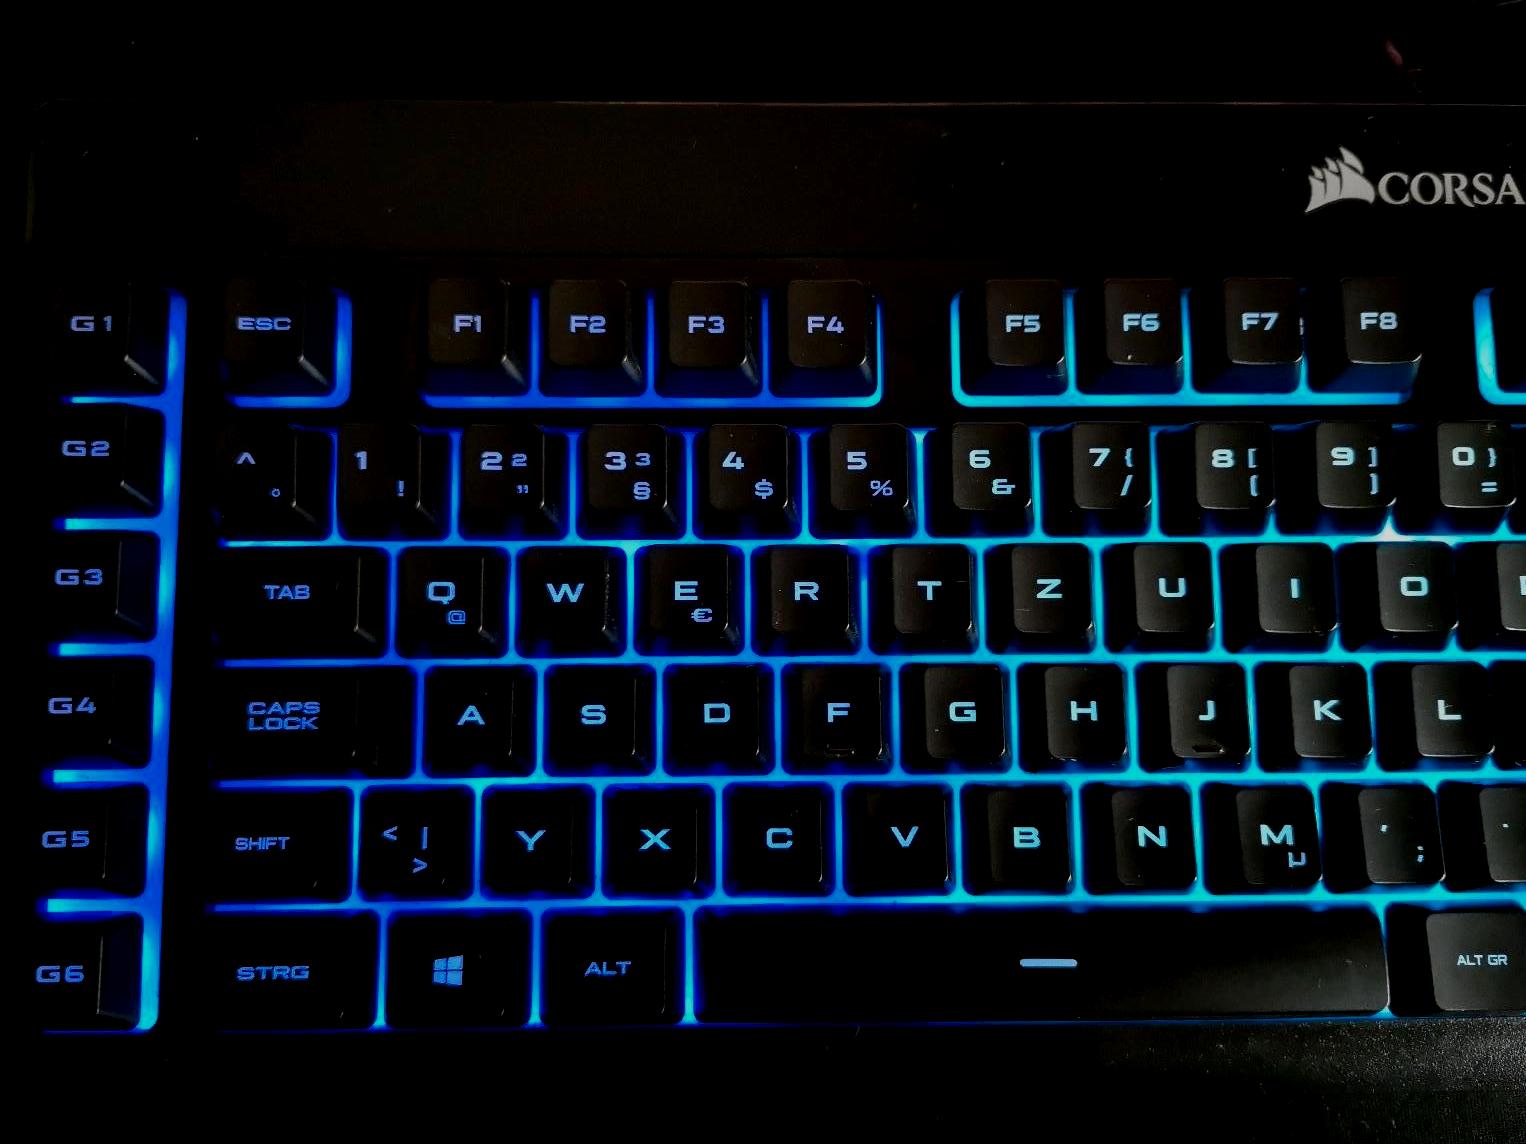 CORSA
G1 ESC F1 F2 F3 F4 F5 F6 F7 F8
G2 ^ ° 1 ! 2 ² " 3 ³ § 4 $ 5 % 6 & 7 { / 8 [ ( 9 ] ) 0 } =
G3 TAB Q @ W E € R T Z U I O
G4 CAPS LOCK A S D F G H J K L
G5 SHIFT < | > Y X C V B N M µ , ;
G6 STRG ALT ALT GR